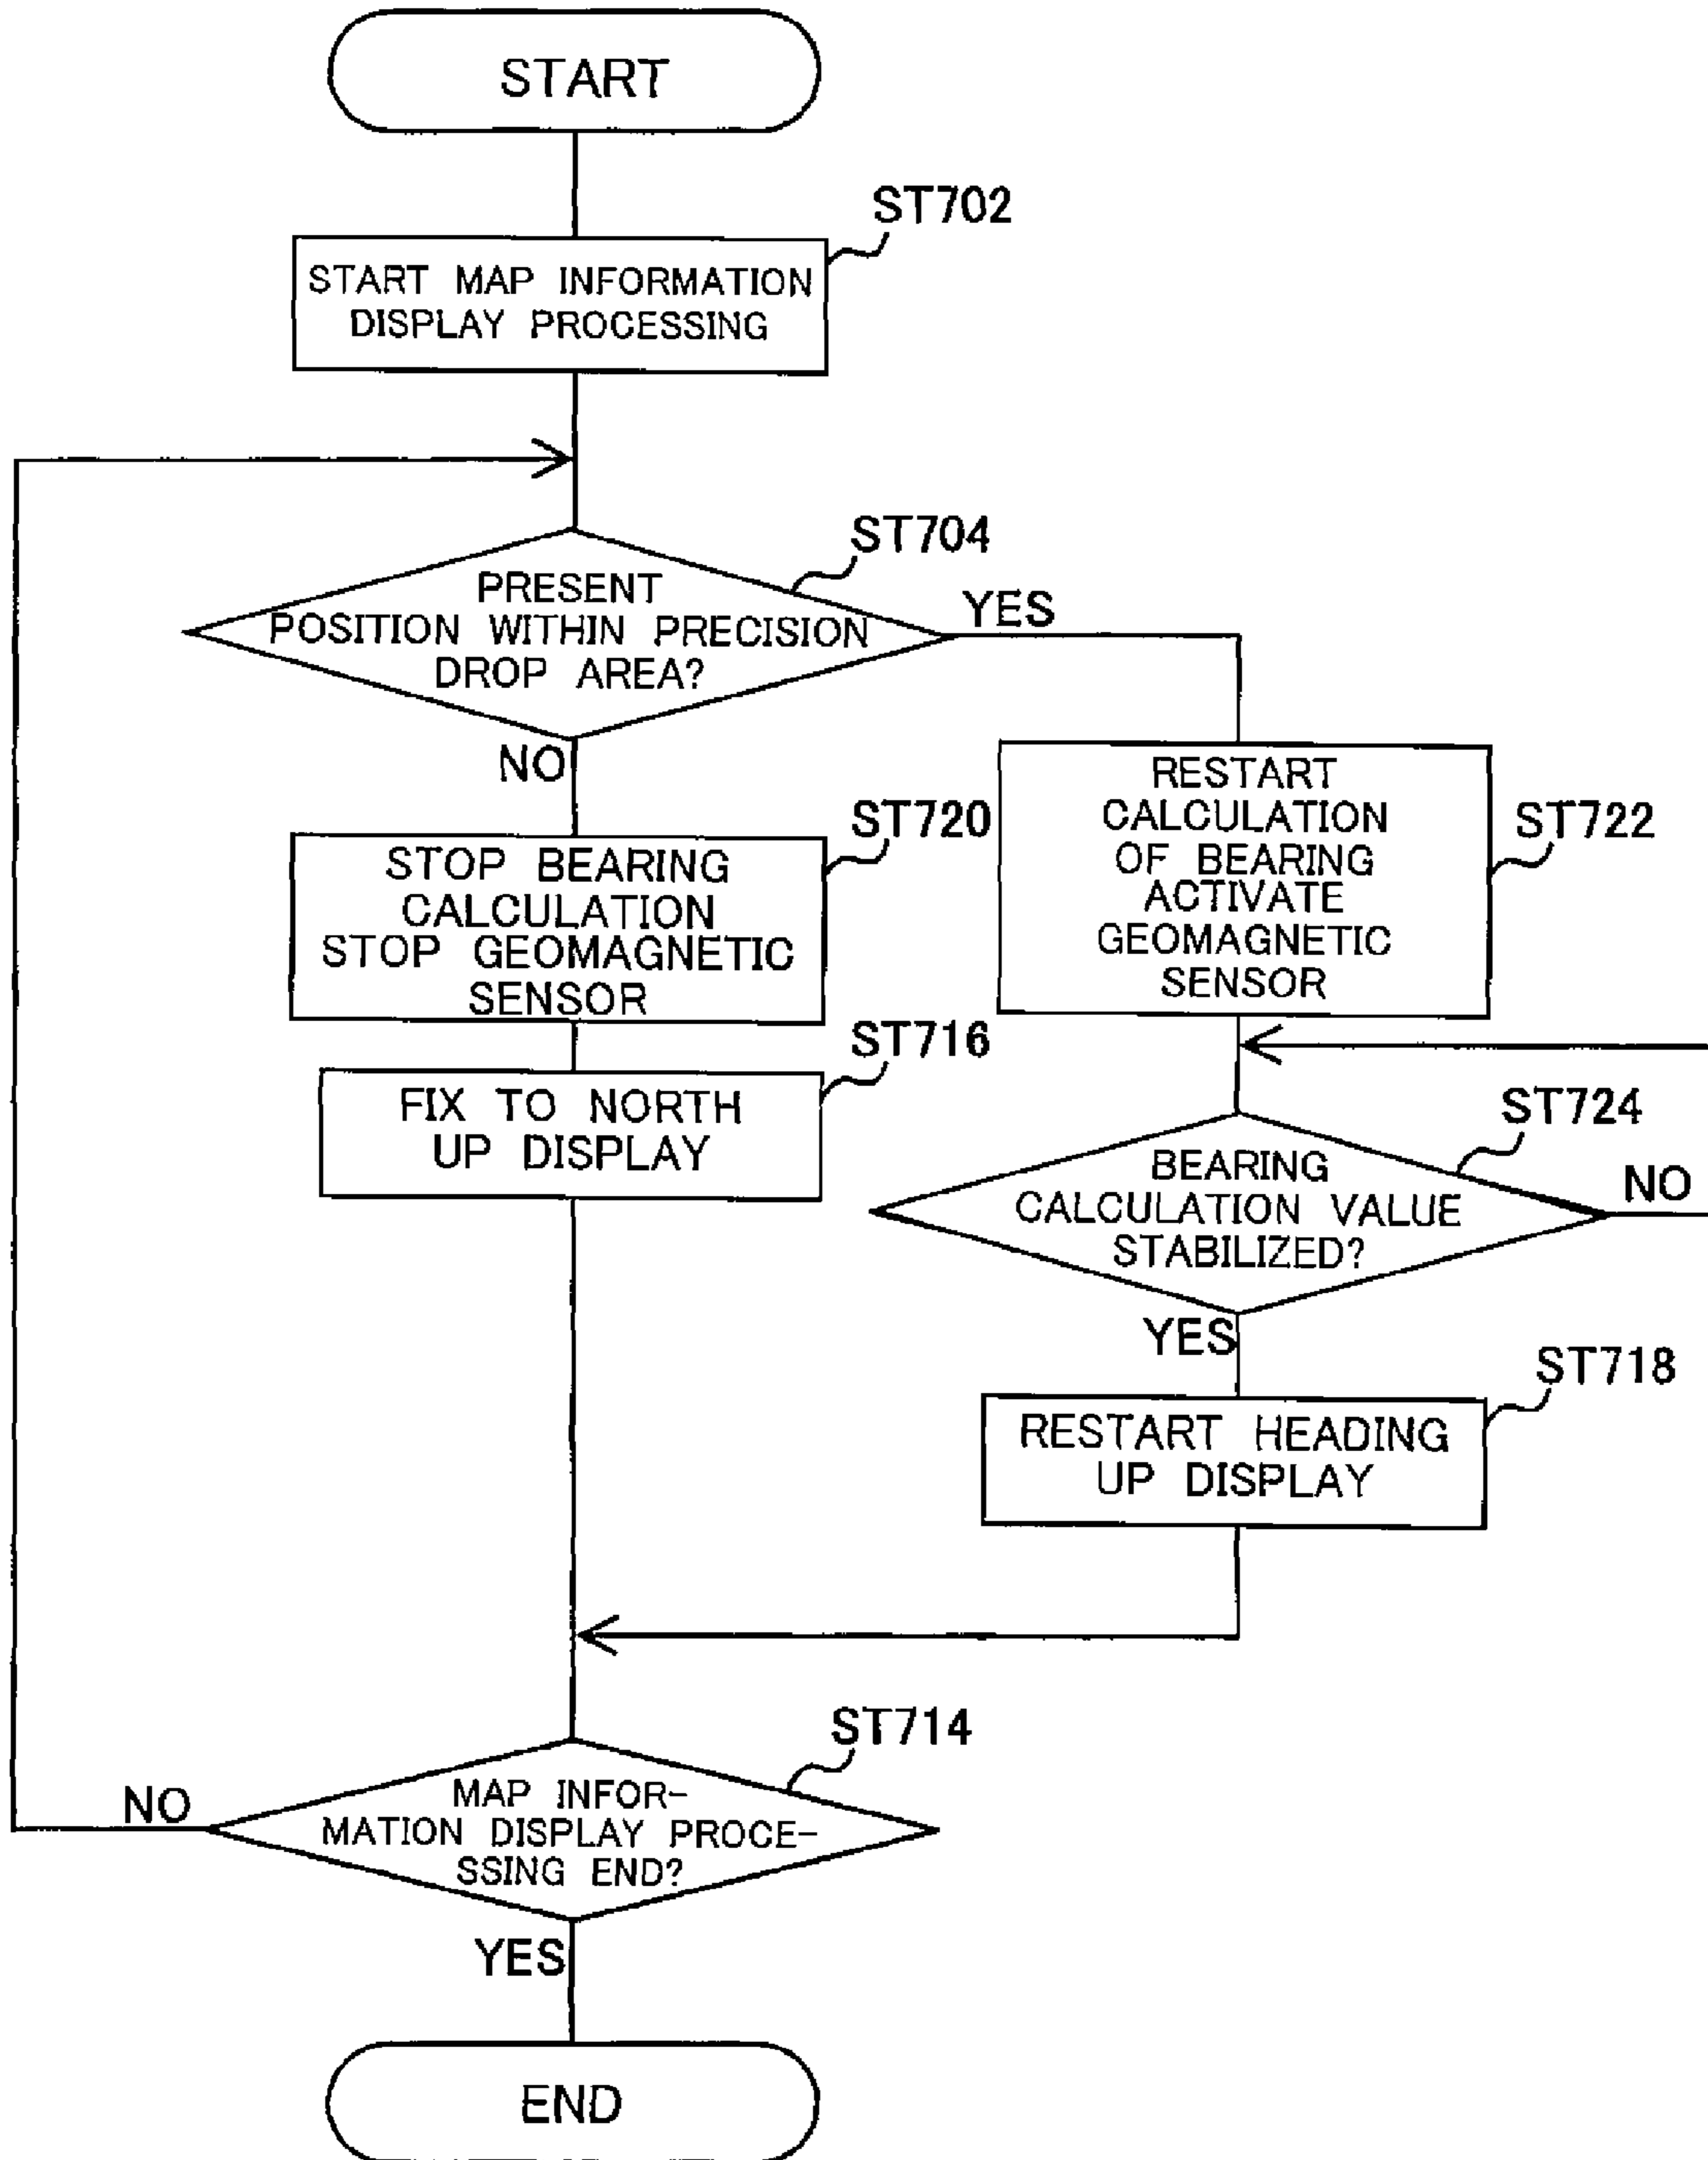 START
ST702
START MAP INFORMATION
DISPLAY PROCESSING
ST704
PRESENT
POSITION WITHIN PRECISION
DROP AREA?
YES
NO
ST720
STOP BEARING
CALCULATION
STOP GEOMAGNETIC
SENSOR
ST722
RESTART
CALCULATION
OF BEARING
ACTIVATE
GEOMAGNETIC
SENSOR
ST716
FIX TO NORTH
UP DISPLAY
ST724
BEARING
CALCULATION VALUE
STABILIZED?
NO
YES
ST718
RESTART HEADING
UP DISPLAY
ST714
MAP INFOR-
MATION DISPLAY PROCE-
SSING END?
NO
YES
END